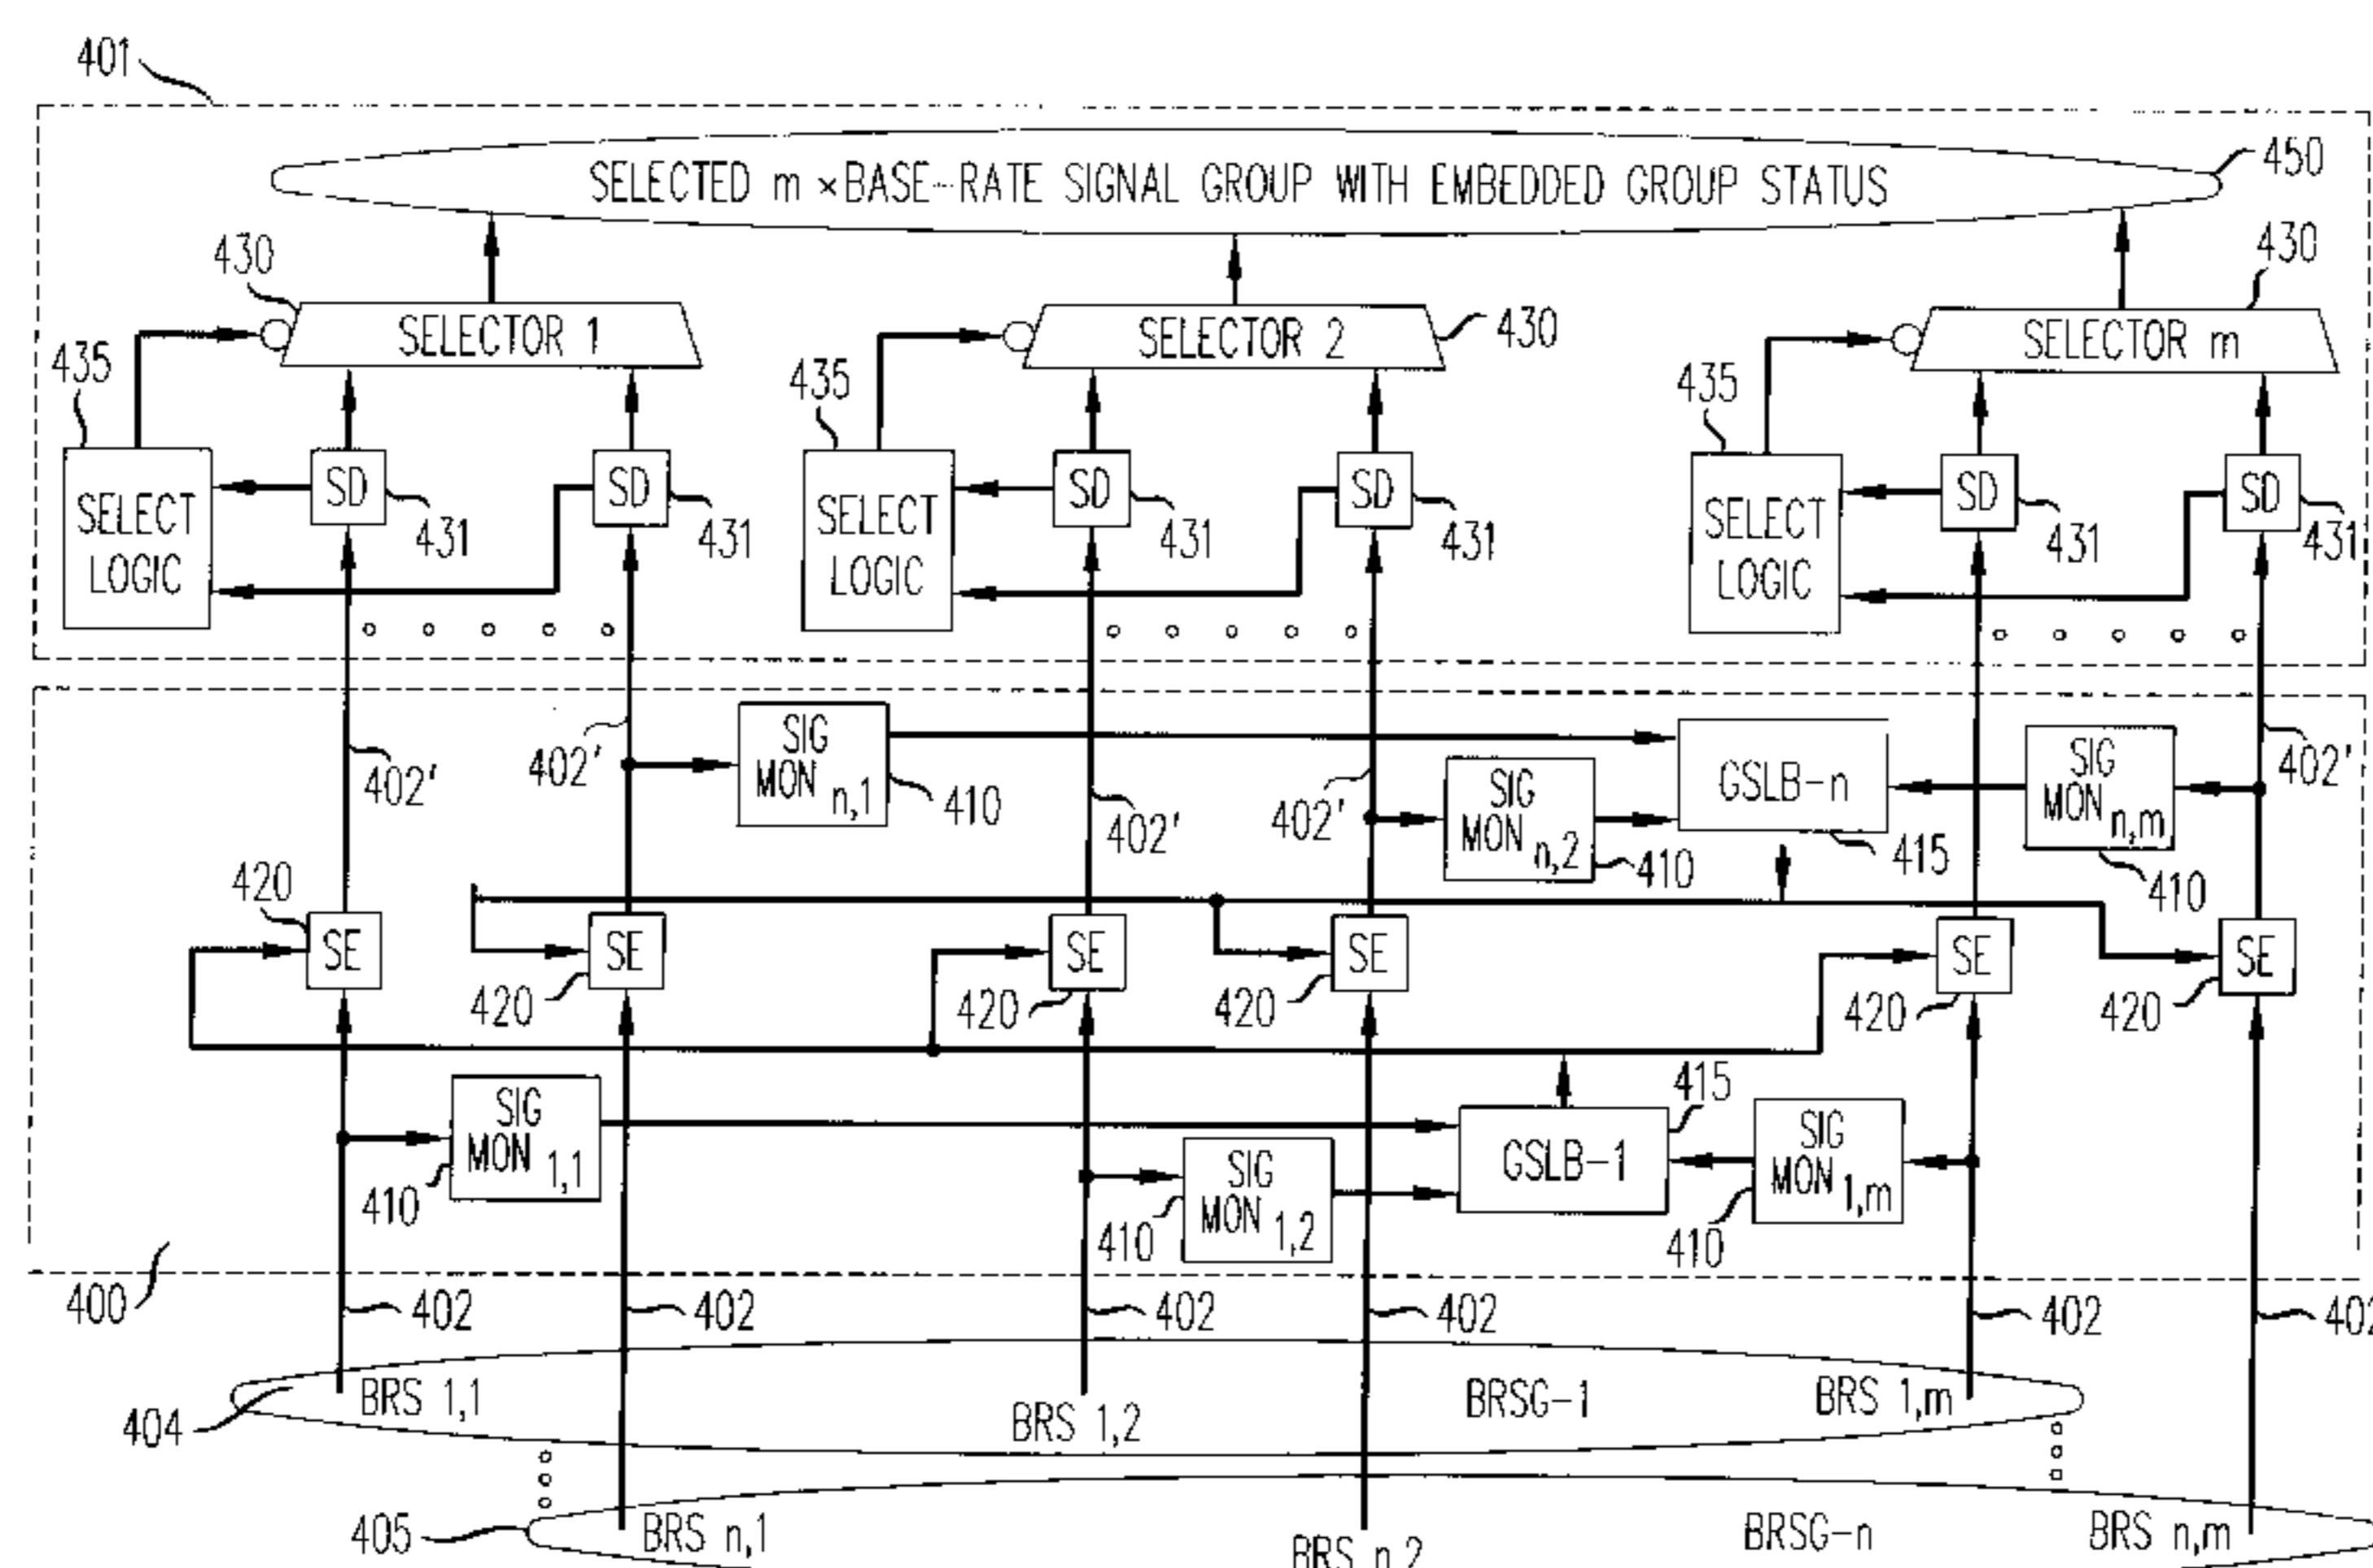 401
SELECTED m × BASE-RATE SIGNAL GROUP WITH EMBEDDED GROUP STATUS
450
430
SELECTOR 1
SELECTOR 2
430
SELECTOR m
430
435
435
435
SELECT LOGIC
SD
431
SD
431
SELECT LOGIC
SD
431
SD
431
SELECT LOGIC
SD
431
SD
431
402'
402'
SIG MON n,1
410
402'
402'
SIG MON n,2
410
GSLB-n
415
SIG MON n,m
410
402'
420
SE
SE
420
SE
420
SE
420
SE
420
SE
420
SIG MON 1,1
410
SIG MON 1,2
410
GSLB-1
415
SIG MON 1,m
410
400
402
402
402
402
402
402
404
BRS 1,1
BRS 1,2
BRSG-1
BRS 1,m
405
BRS n,1
BRS n,2
BRSG-n
BRS n,m